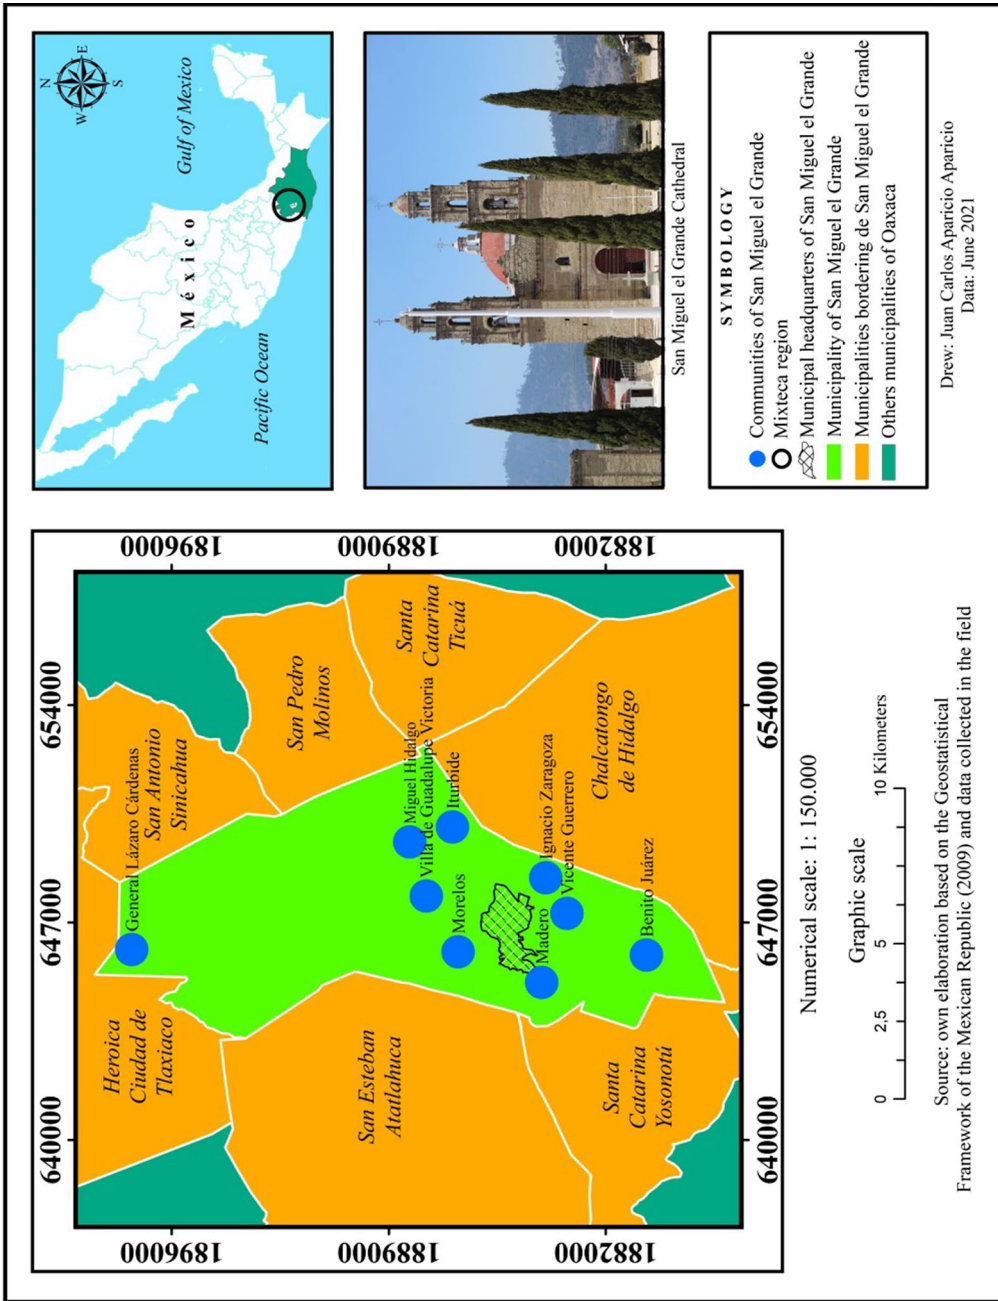 640000
647000
654000
1896000
1896000
1889000
1889000
1882000
1882000
640000
647000
654000
Heroica
Ciudad de
Tlaxiaco
General Lázaro Cárdenas
San Antonio
Sinicahua
San Pedro
Molinos
Santa
Catarina
Ticuá
San Esteban
Atatlahuca
Miguel Hidalgo
Villa de Guadalupe Victoria
Iturbide
Morelos
Madero
Ignacio Zaragoza
Vicente Guerrero
Benito Juárez
Chalcatongo
de Hidalgo
Santa
Catarina
Yosonotú
Numerical scale: 1: 150.000
Graphic scale
0 2,5 5 10 Kilometers
Source: own elaboration based on the Geostatistical
Framework of the Mexican Republic (2009) and data collected in the field
N
W E
S
Gulf of Mexico
México
Pacific Ocean
San Miguel el Grande Cathedral
SYMBOLOGY
Communities of San Miguel el Grande
Mixteca region
Municipal headquarters of San Miguel el Grande
Municipality of San Miguel el Grande
Municipalities bordering de San Miguel el Grande
Others municipalities of Oaxaca
Drew: Juan Carlos Aparicio Aparicio
Data: June 2021